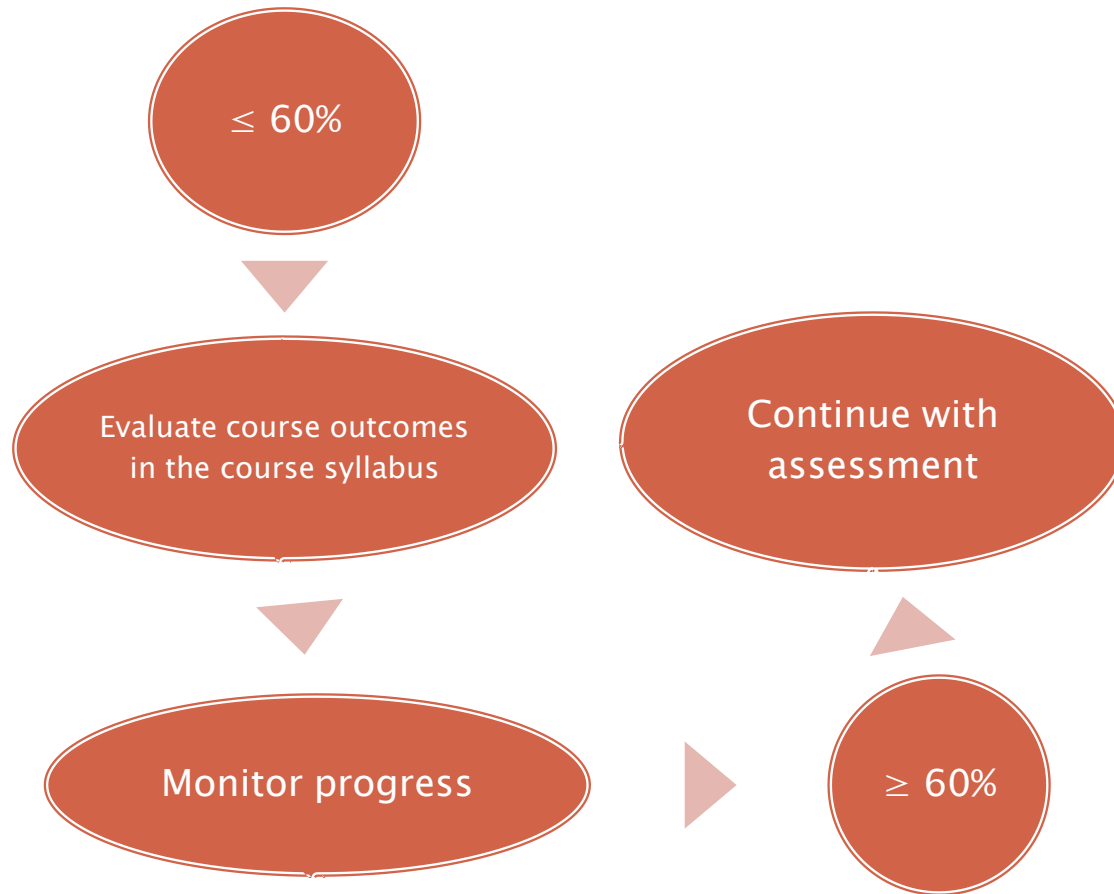 ≤ 60%
Evaluate course outcomes
in the course syllabus
Monitor progress
≥ 60%
Continue with
assessment